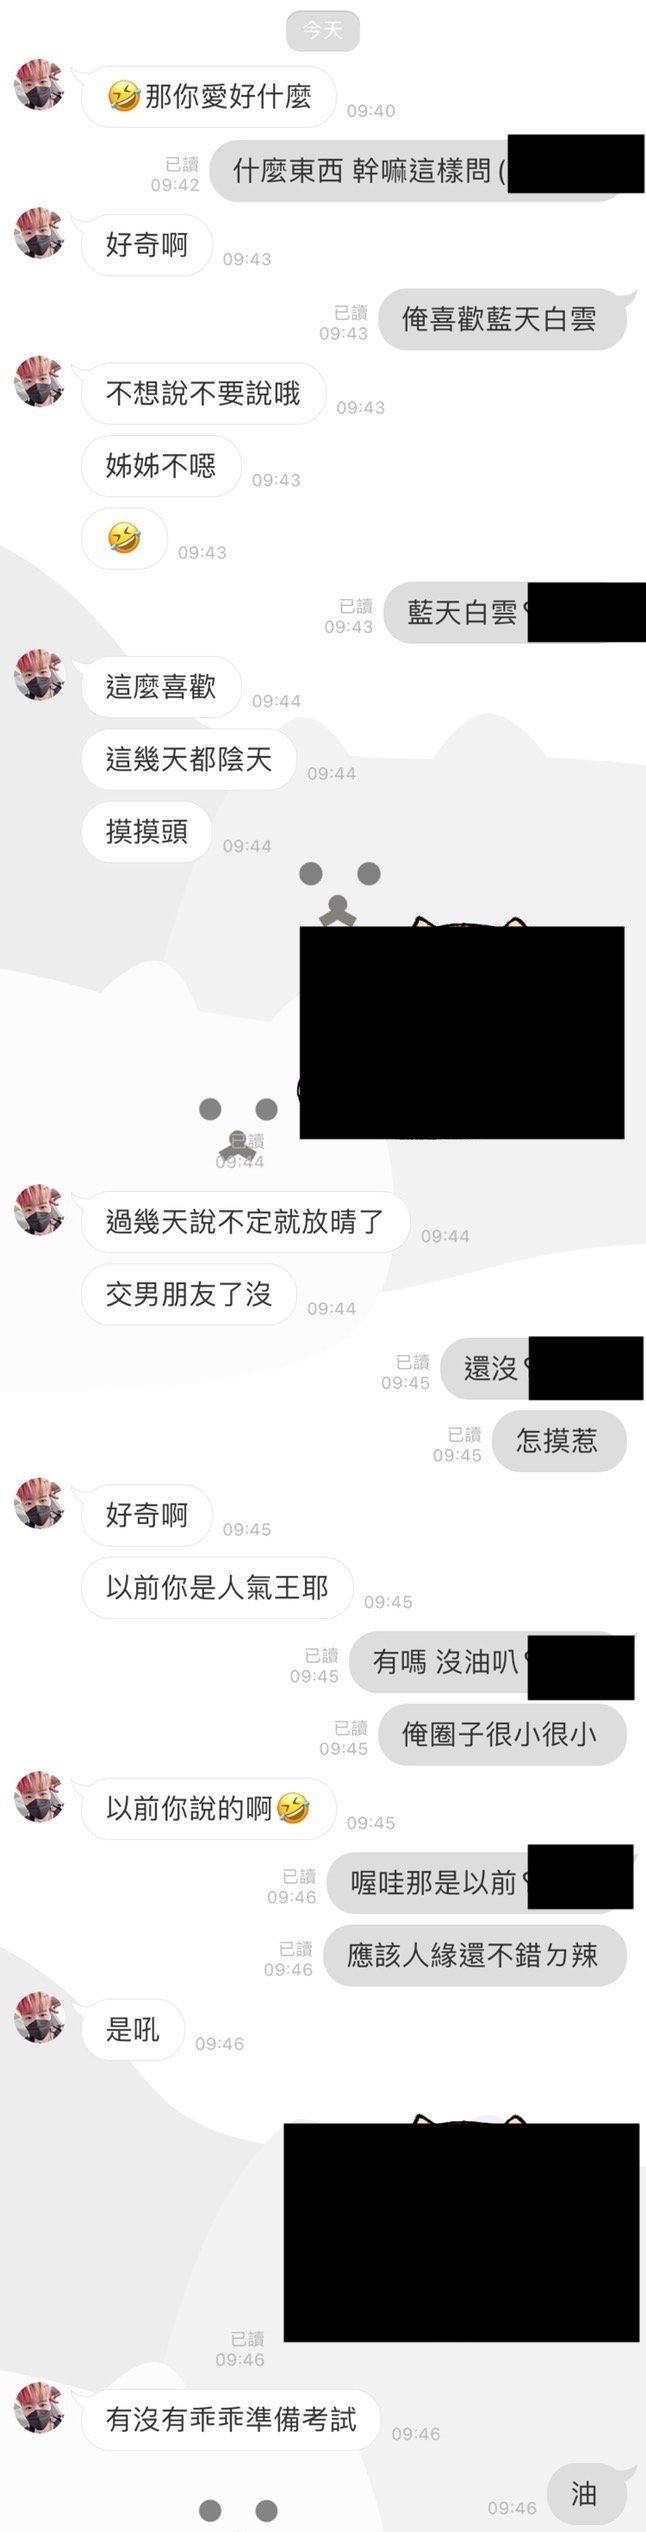 今天
🤣那你愛好什麼
09:40
什麼東西 幹嘛這樣問(
已讀
09:42
好奇啊
09:43
俺喜歡藍天白雲
已讀
09:43
不想說不要說哦
09:43
姊姊不噁
09:43
🤣
09:43
藍天白雲
已讀
09:43
這麼喜歡
09:44
這幾天都陰天
09:44
摸摸頭
09:44
已讀
09:44
過幾天說不定就放晴了
09:44
交男朋友了沒
09:44
還沒
已讀
09:45
怎摸惹
已讀
09:45
好奇啊
09:45
以前你是人氣王耶
09:45
有嗎 沒油叭
已讀
09:45
俺圈子很小很小
已讀
09:45
以前你說的啊🤣
09:45
喔哇那是以前
已讀
09:46
應該人緣還不錯ㄉ辣
已讀
09:46
是吼
09:46
已讀
09:46
有沒有乖乖準備考試
09:46
油
09:46